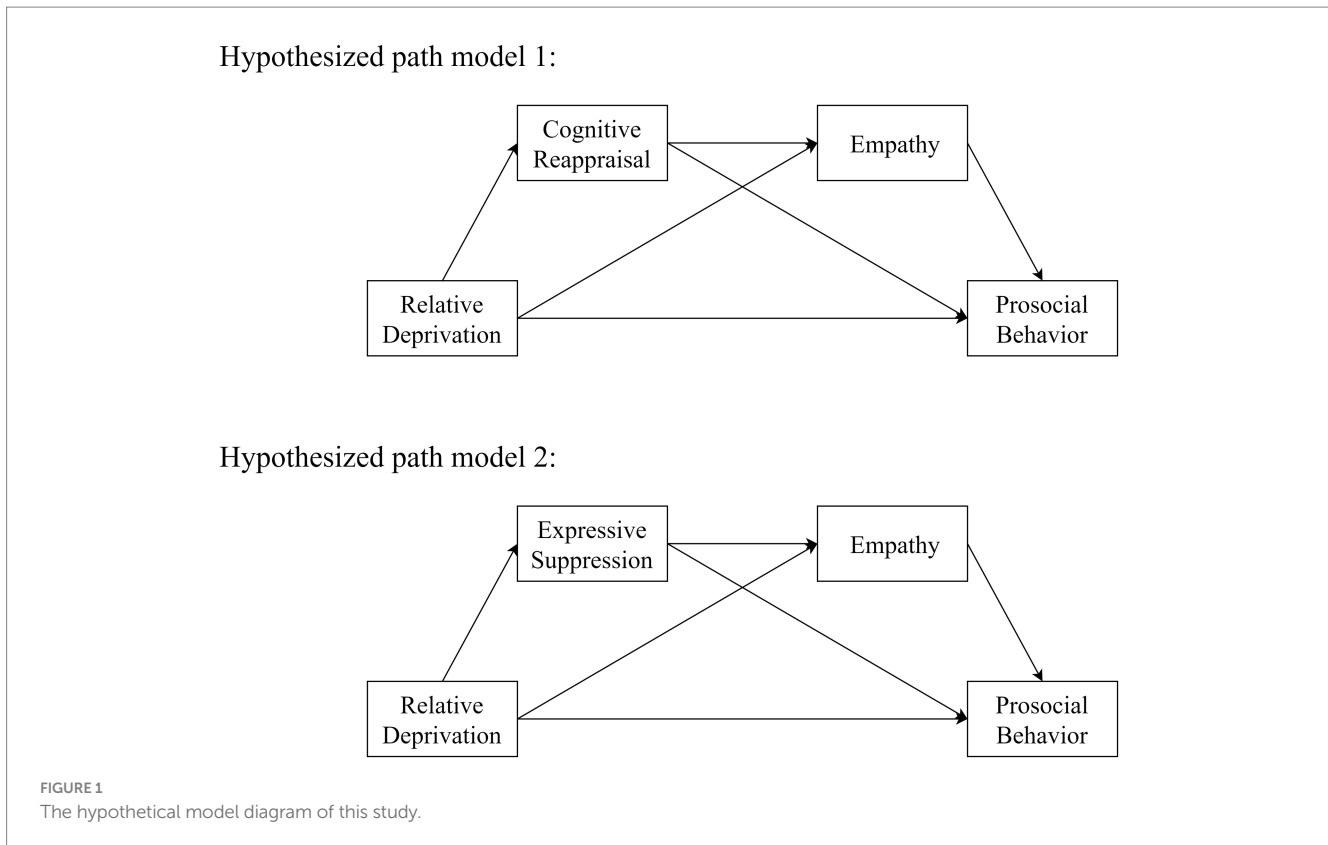 Hypothesized path model 1:
Cognitive
Reappraisal
Empathy
Relative
Deprivation
Prosocial
Behavior
Hypothesized path model 2:
Expressive
Suppression
Empathy
Relative
Deprivation
Prosocial
Behavior
FIGURE 1
The hypothetical model diagram of this study.